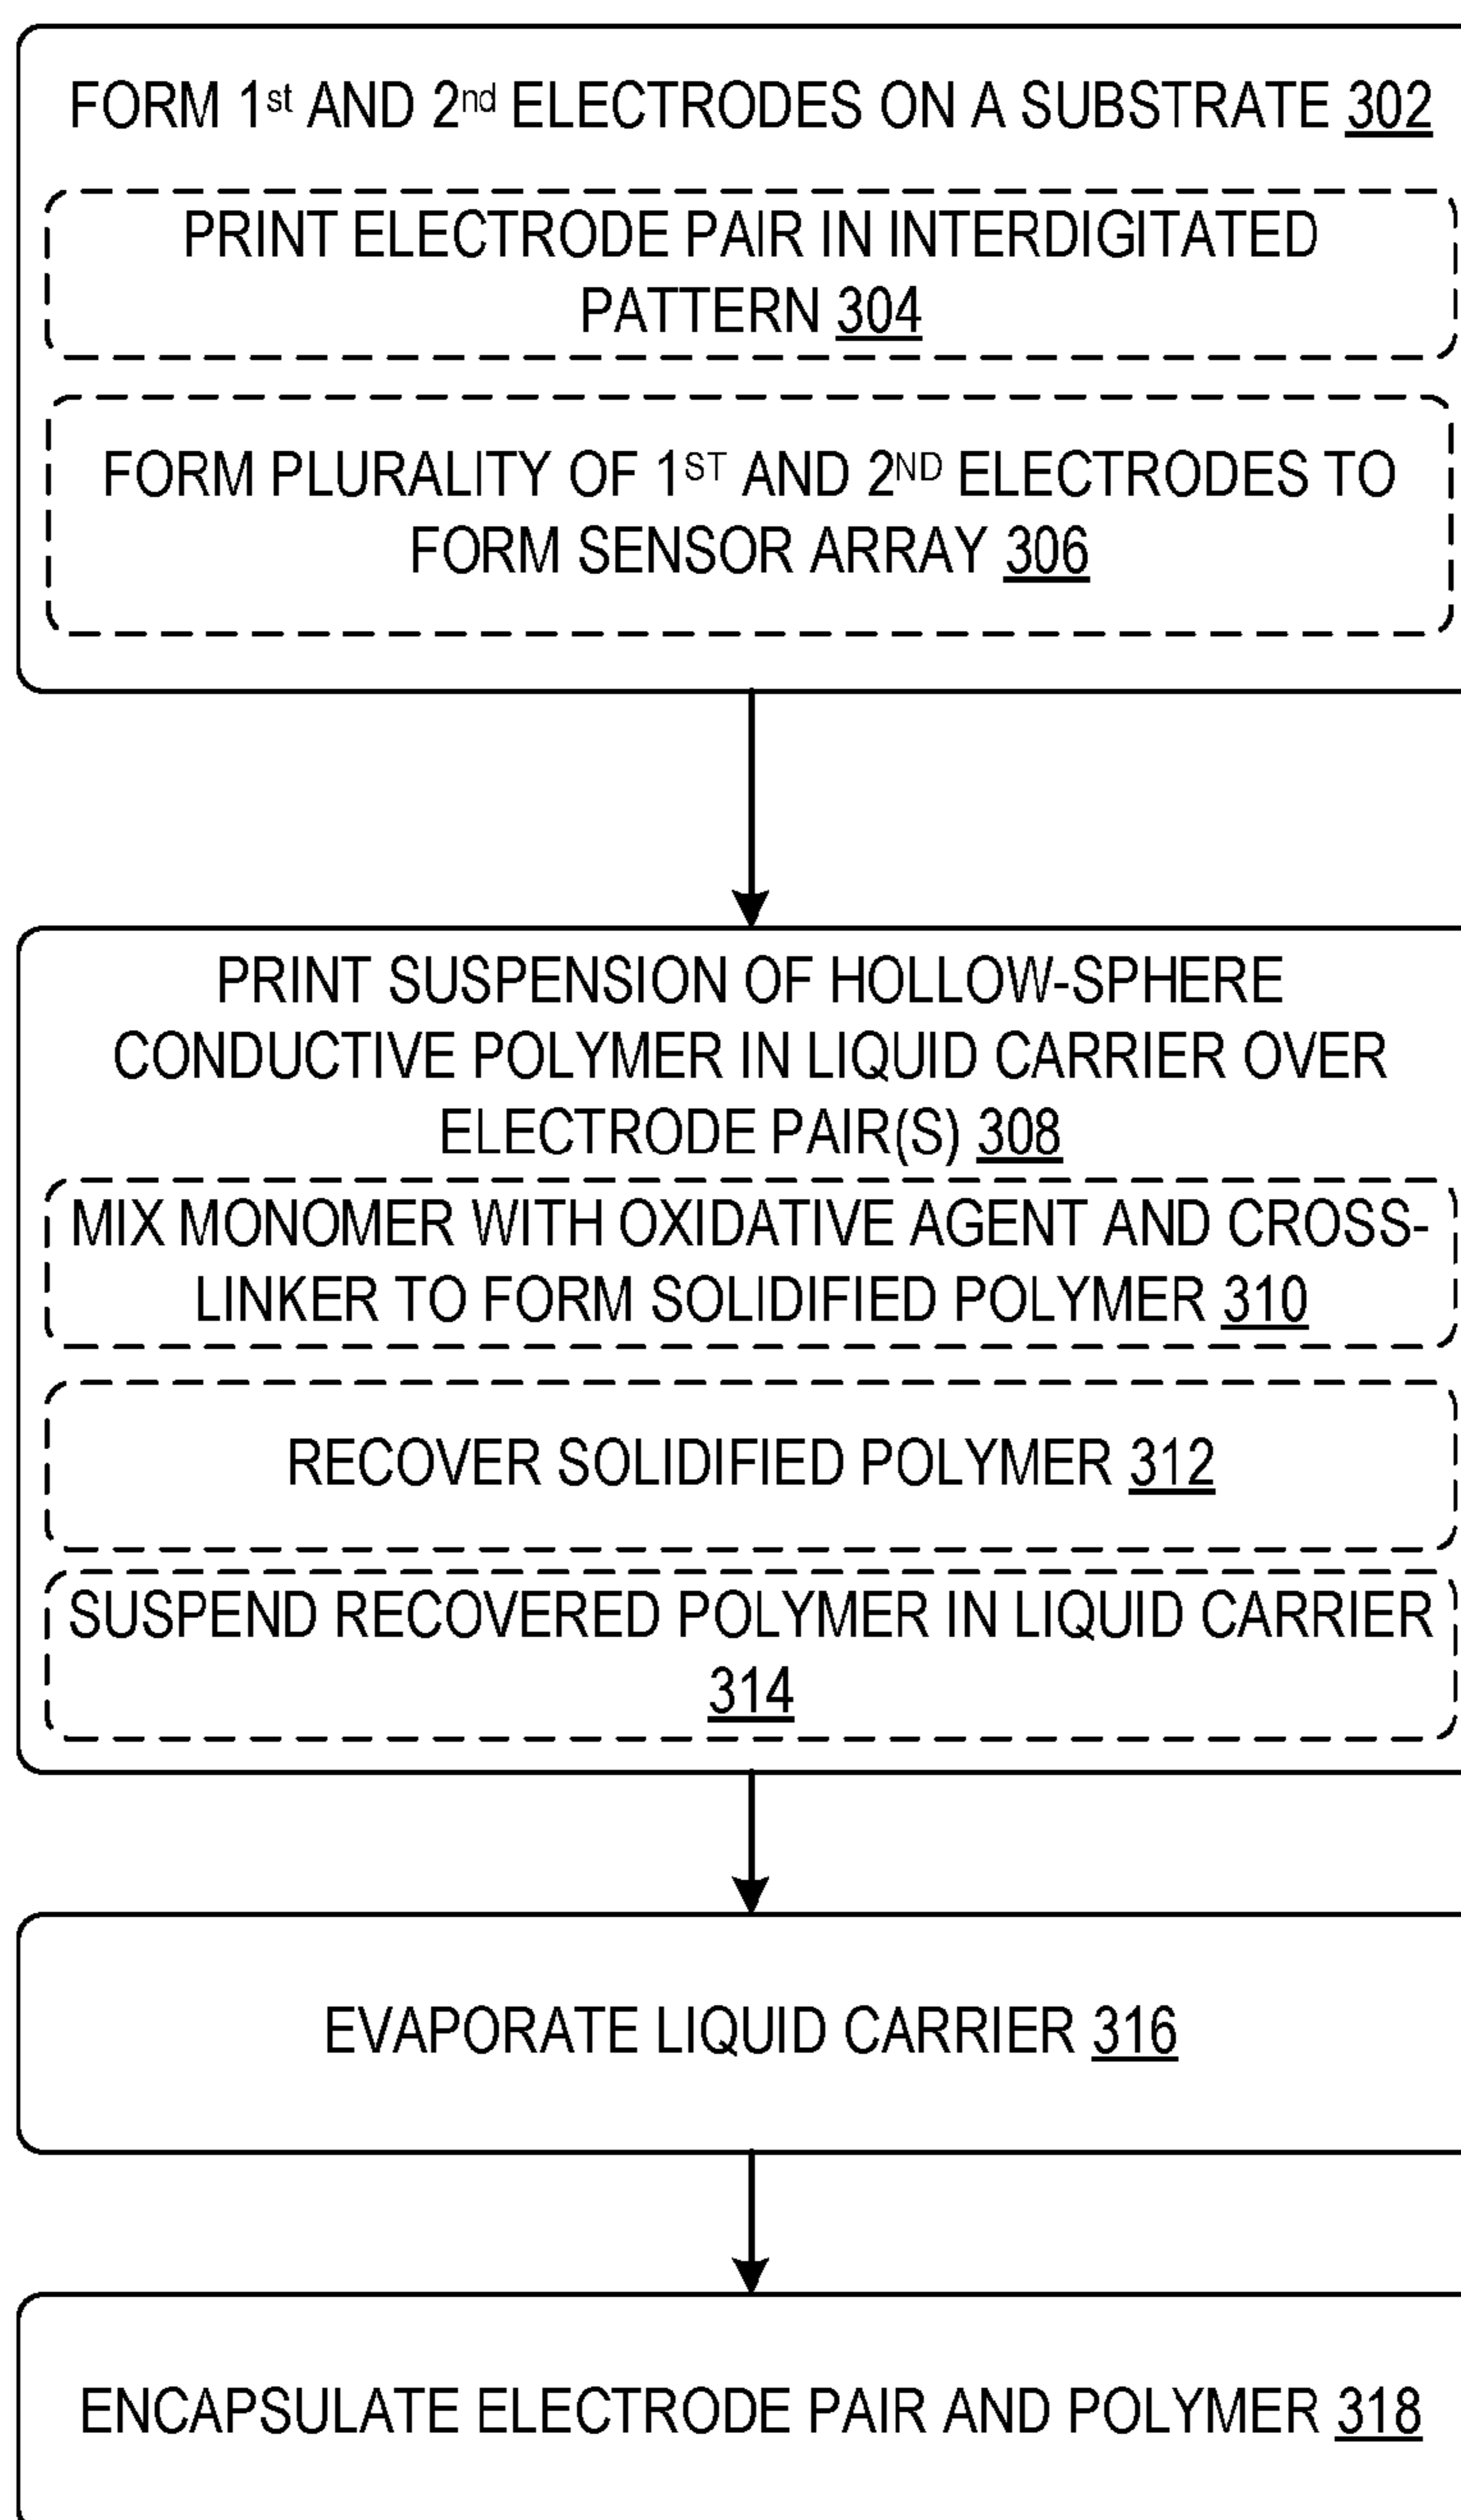 FORM 1st AND 2nd ELECTRODES ON A SUBSTRATE 302
PRINT ELECTRODE PAIR IN INTERDIGITATED
PATTERN 304
FORM PLURALITY OF 1ST AND 2ND ELECTRODES TO
FORM SENSOR ARRAY 306
PRINT SUSPENSION OF HOLLOW-SPHERE
CONDUCTIVE POLYMER IN LIQUID CARRIER OVER
ELECTRODE PAIR(S) 308
MIX MONOMER WITH OXIDATIVE AGENT AND CROSS-
LINKER TO FORM SOLIDIFIED POLYMER 310
RECOVER SOLIDIFIED POLYMER 312
SUSPEND RECOVERED POLYMER IN LIQUID CARRIER
314
EVAPORATE LIQUID CARRIER 316
ENCAPSULATE ELECTRODE PAIR AND POLYMER 318